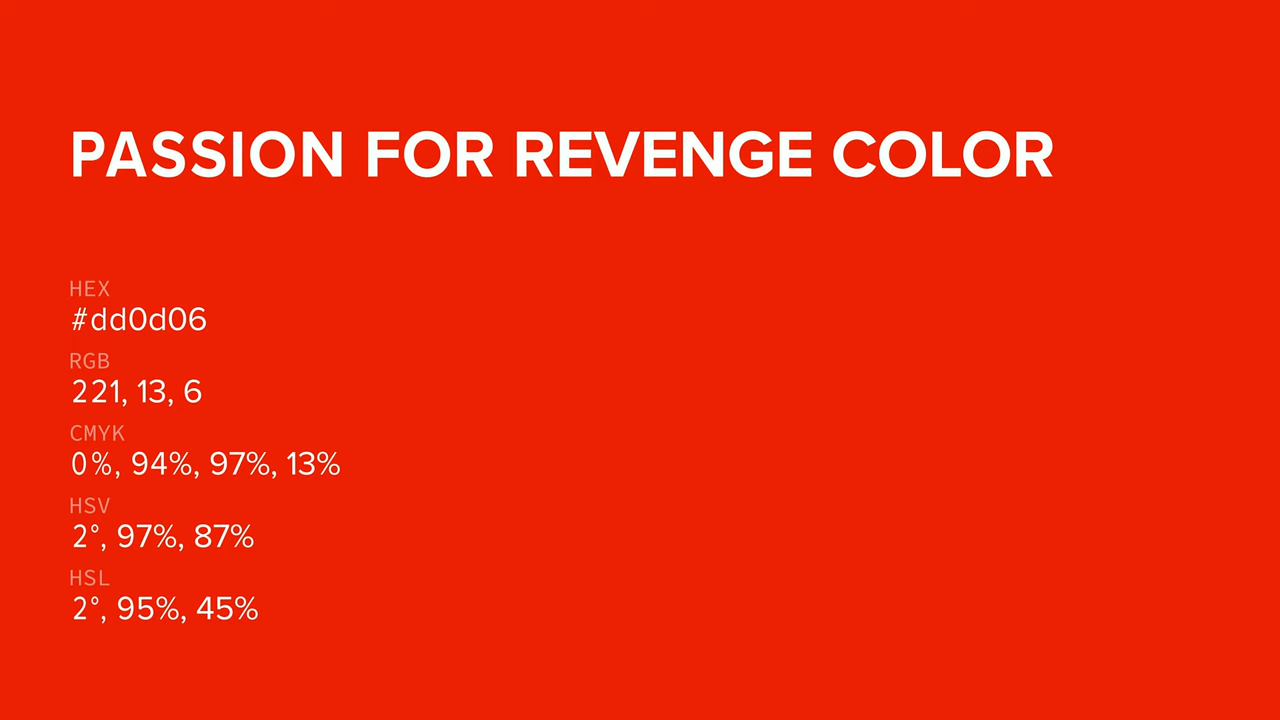 PASSION FOR REVENGE COLOR
HEX
#dd0d06
RGB
221, 13, 6
CMYK
0%, 94%, 97%, 13%
HSV
2°, 97%, 87%
HSL
2°, 95%, 45%